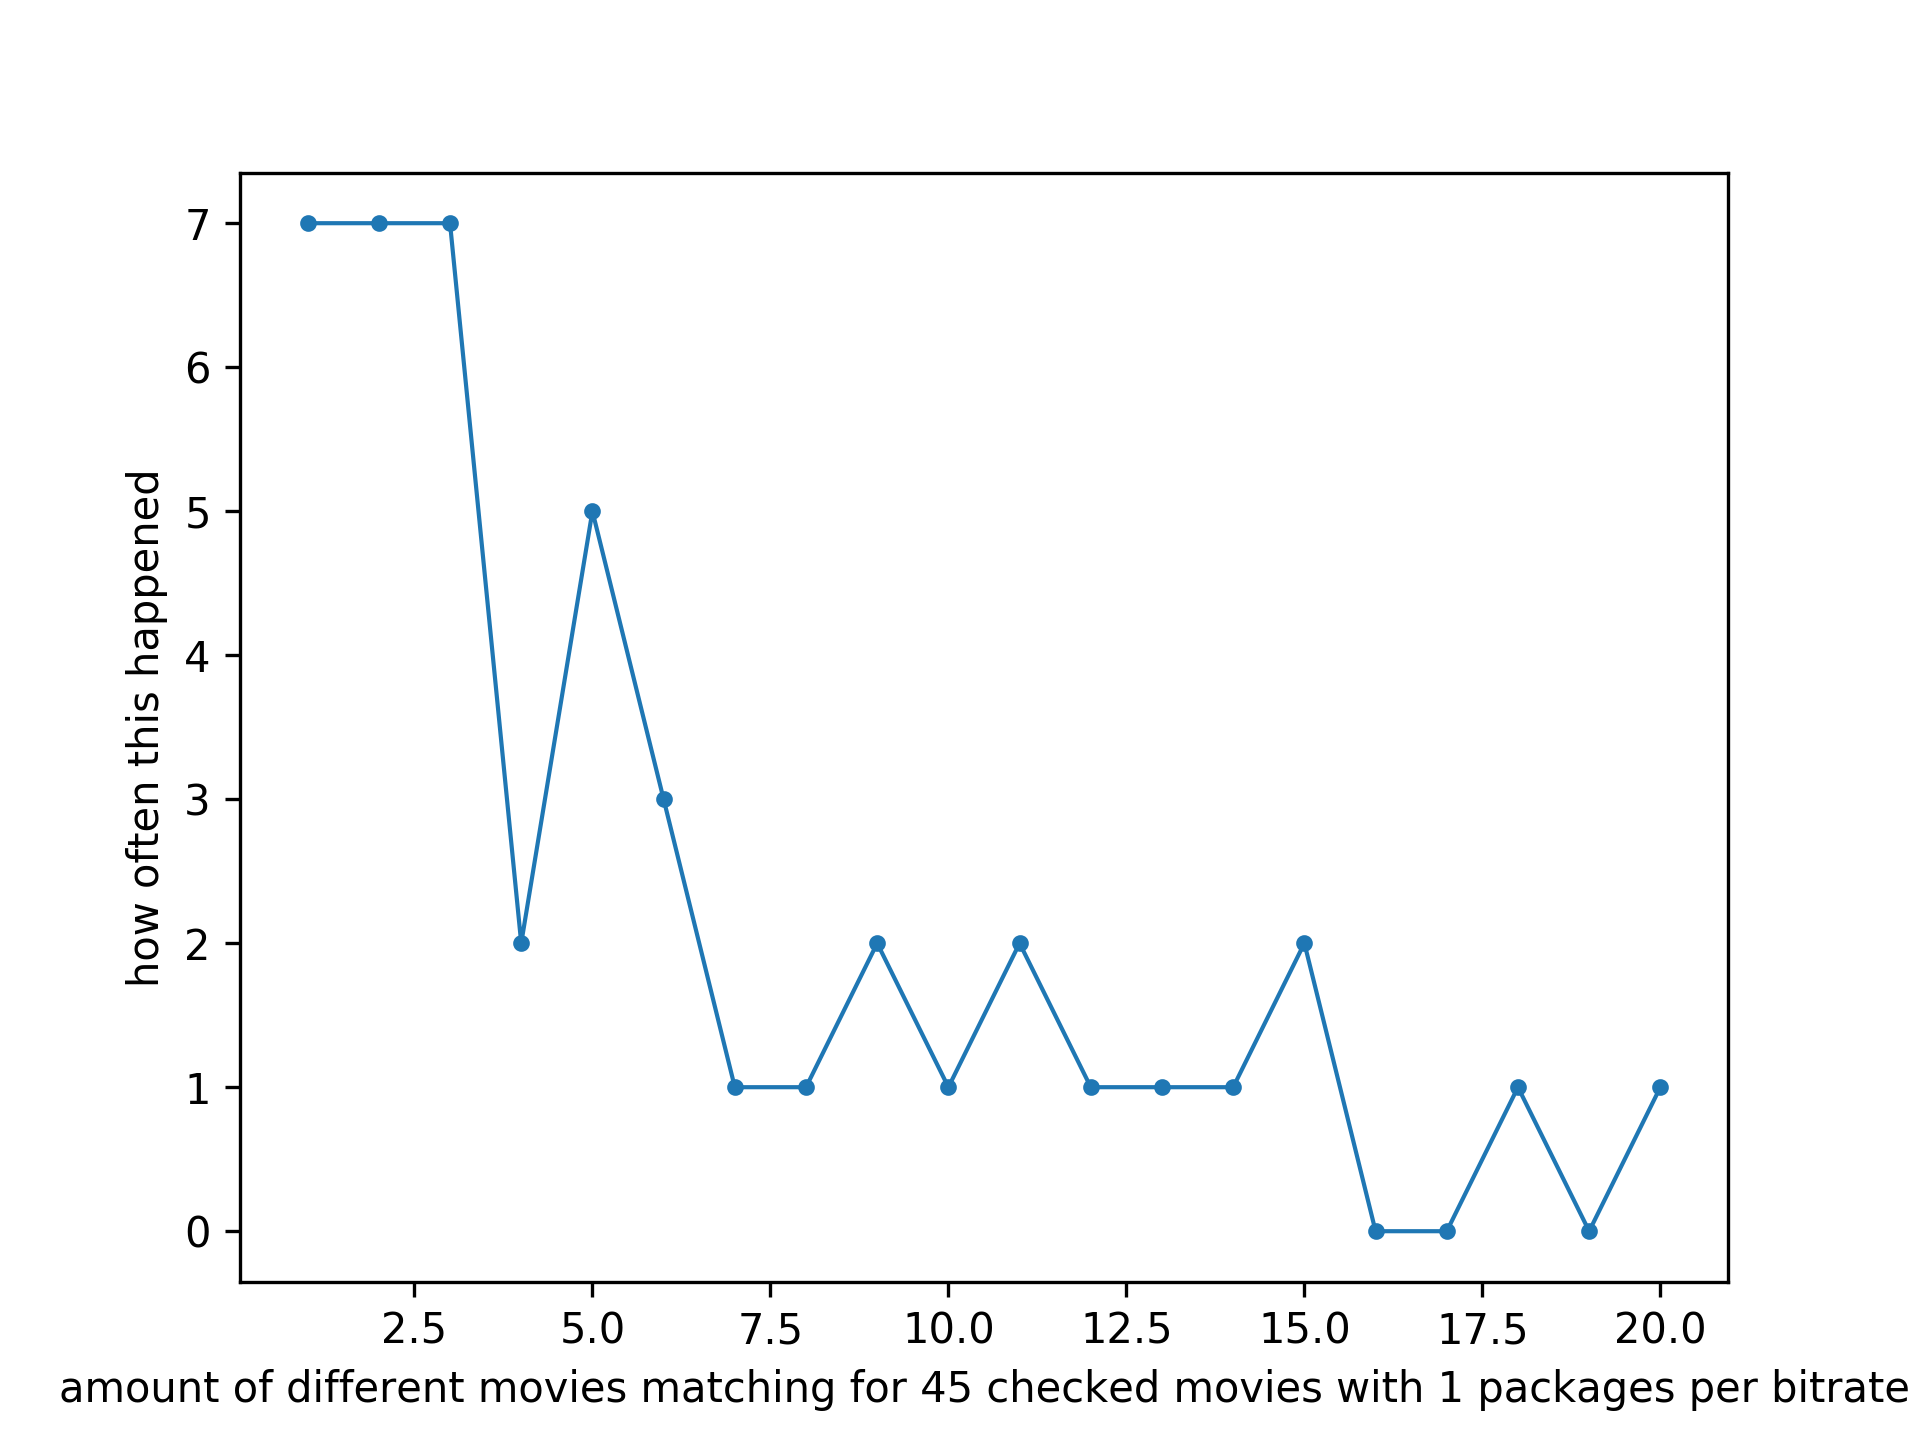 7
6
5
4
3
2
1
0
how often this happened
2.5 5.0 7.5 10.0 12.5 15.0 17.5 20.0
amount of different movies matching for 45 checked movies with 1 packages per bitrate